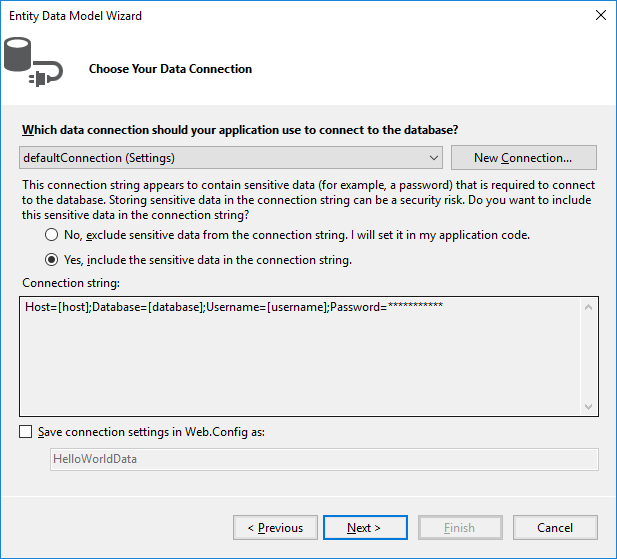 Entity Data Model Wizard
Choose Your Data Connection
Which data connection should your application use to connect to the database?
defaultConnection (Settings)
New Connection...
This connection string appears to contain sensitive data (for example, a password) that is required to connect
to the database. Storing sensitive data in the connection string can be a security risk. Do you want to include
this sensitive data in the connection string?
No, exclude sensitive data from the connection string. I will set it in my application code.
Yes, include the sensitive data in the connection string.
Connection string:
Host=[host];Database=[database];Username=[username];Password=***********
Save connection settings in Web.Config as:
HelloWorldData
< Previous
Next >
Finish
Cancel